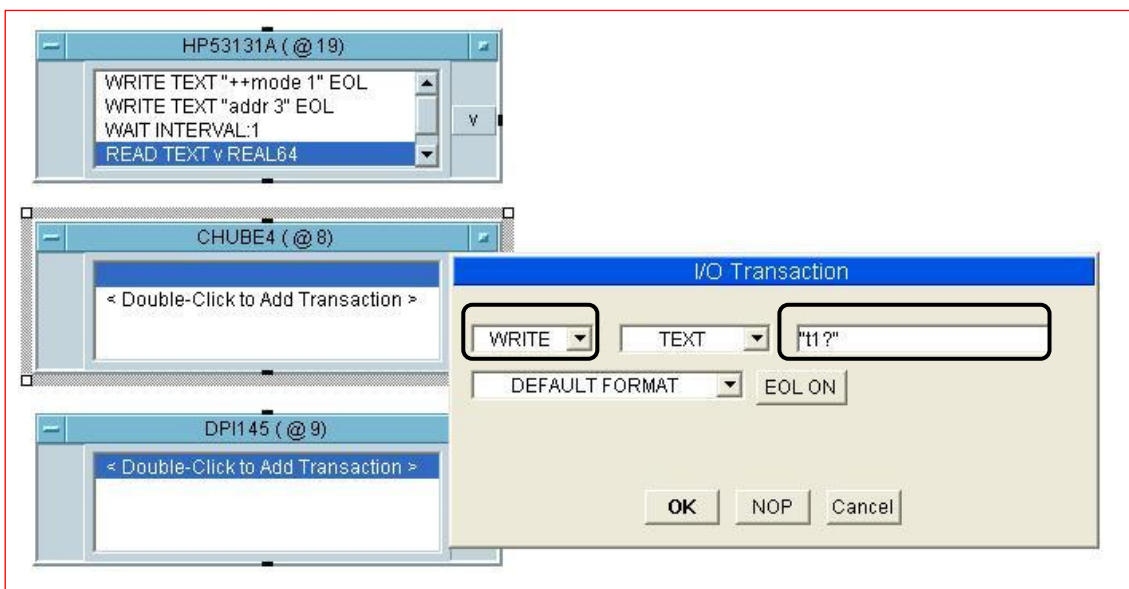 HP53131A ( @ 19)
WRITE TEXT "++mode 1" EOL
WRITE TEXT "addr 3" EOL
WAIT INTERVAL:1
READ TEXT v REAL64
v
CHUBE4 ( @ 8)
< Double-Click to Add Transaction >
I/O Transaction
WRITE TEXT "t1?"
DEFAULT FORMAT EOL ON
OK NOP Cancel
DPI145 ( @ 9)
< Double-Click to Add Transaction >